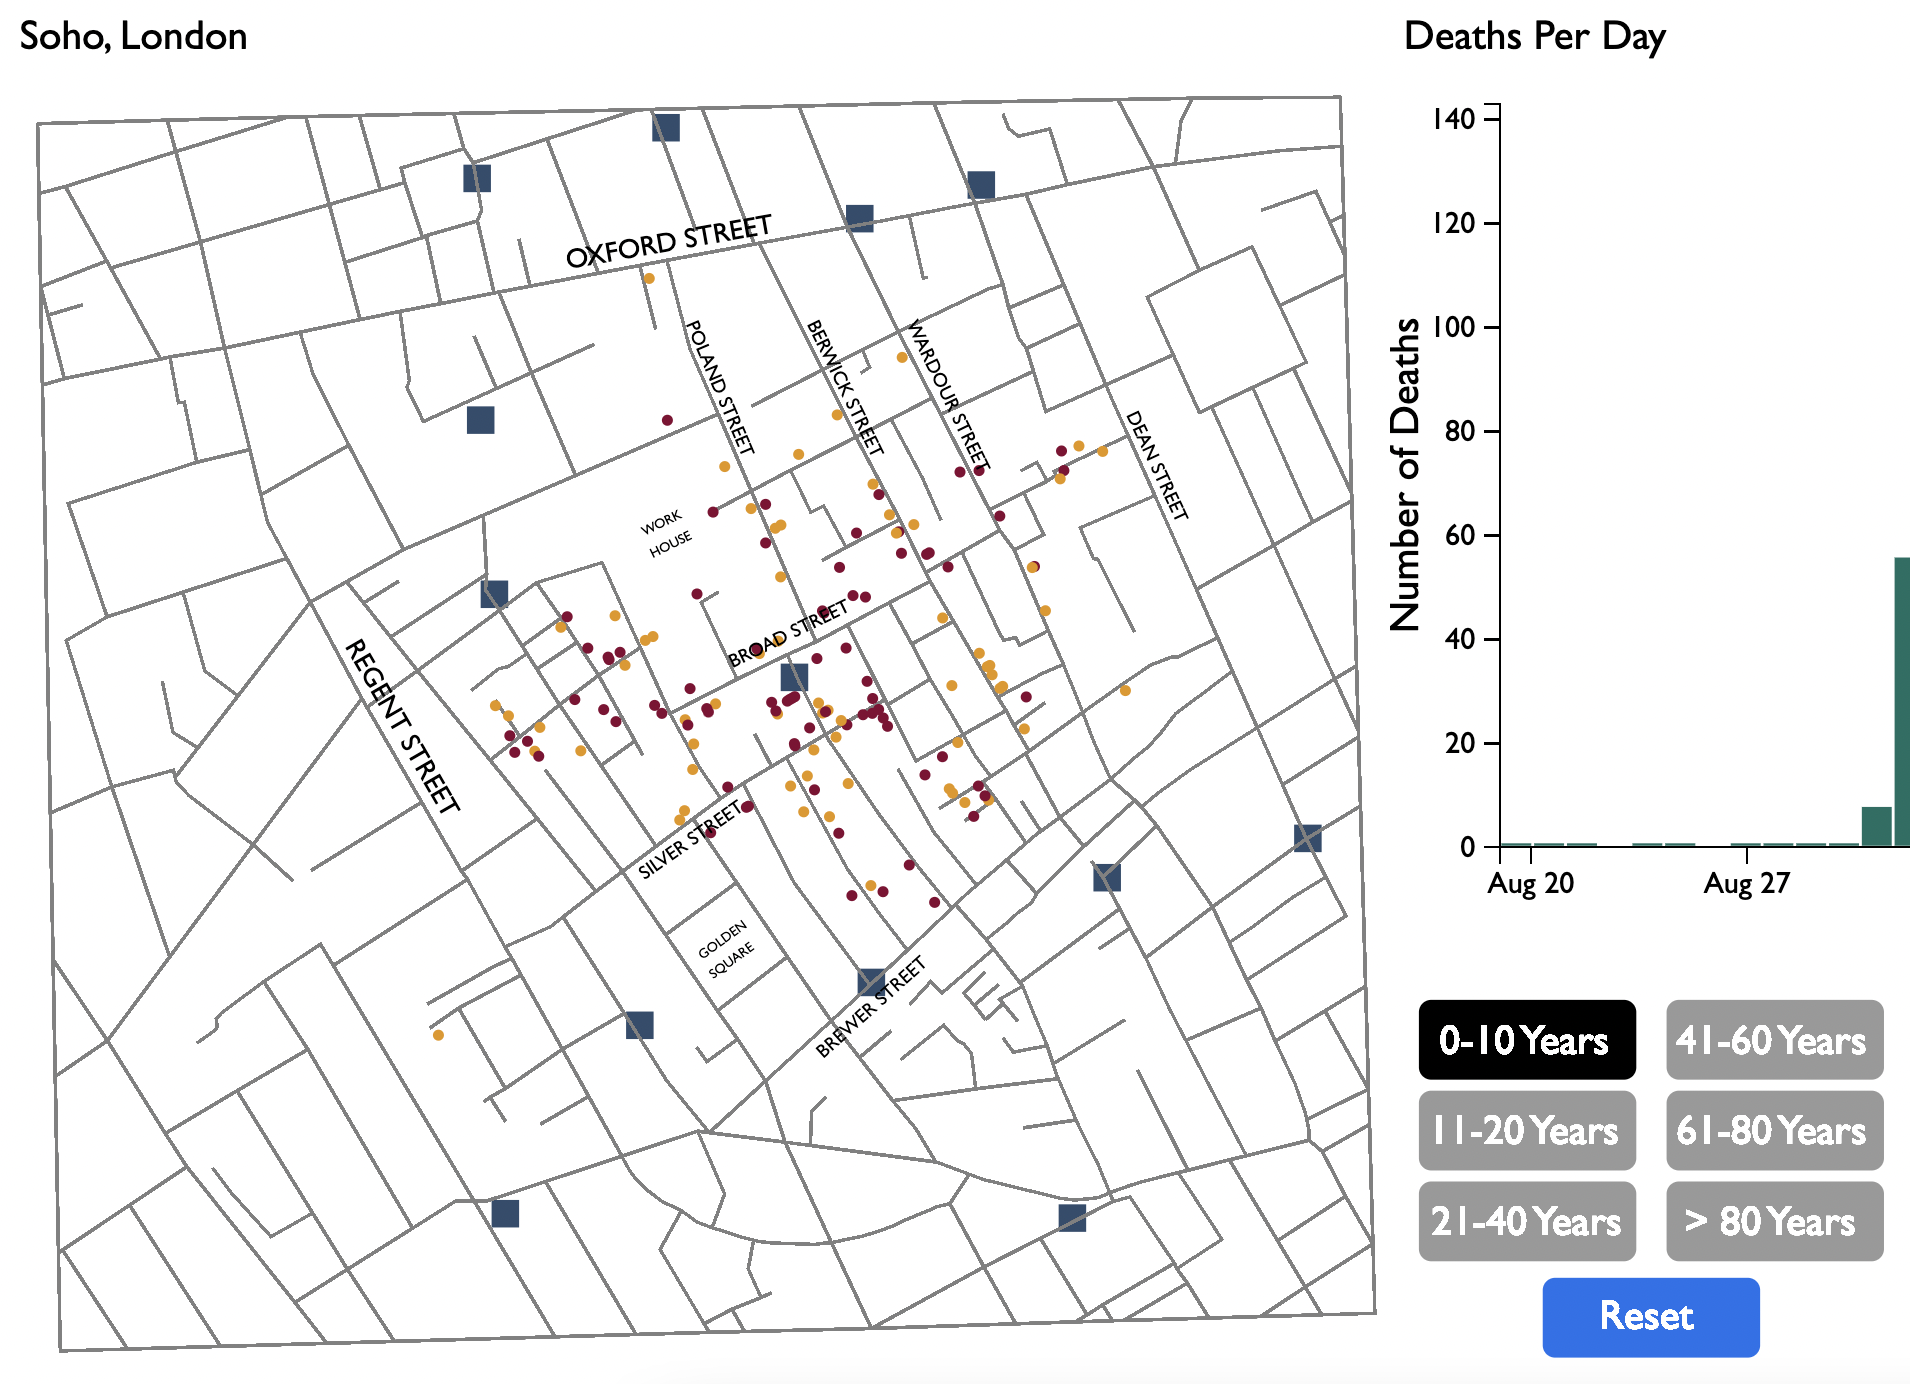 Soho, London
Deaths Per Day
OXFORD STREET
POLAND STREET
BERWICK STREET
WARDOUR STREET
DEAN STREET
WORK
HOUSE
BROAD STREET
REGENT STREET
SILVER STREET
GOLDEN
SQUARE
BREWER STREET
Number of Deaths
140
120
100
80
60
40
20
0
Aug 20
Aug 27
0-10 Years
41-60 Years
11-20 Years
61-80 Years
21-40 Years
> 80 Years
Reset